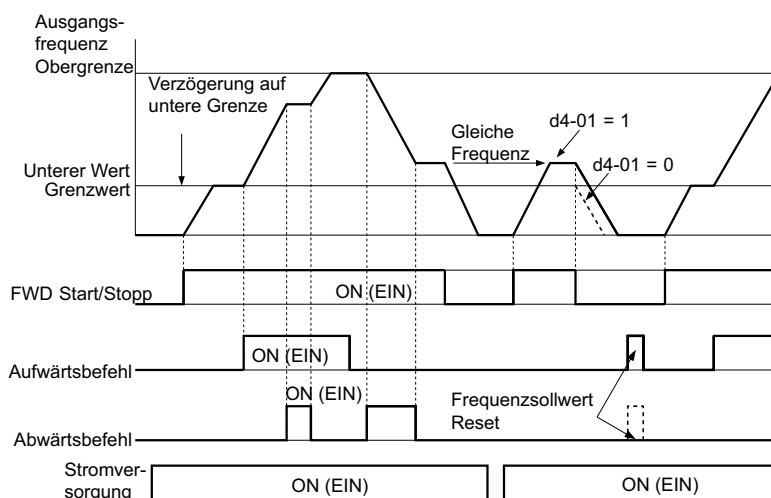 Ausgangs-
frequenz
Obergrenze
Verzögerung auf
untere Grenze
d4-01 = 1
Gleiche
Frequenz
d4-01 = 0
Unterer Wert
Grenzwert
FWD Start/Stopp
ON (EIN)
ON (EIN)
Aufwärtsbefehl
ON (EIN)
Frequenzsollwert
Reset
Abwärtsbefehl
Stromver-
sorgung
ON (EIN)
ON (EIN)